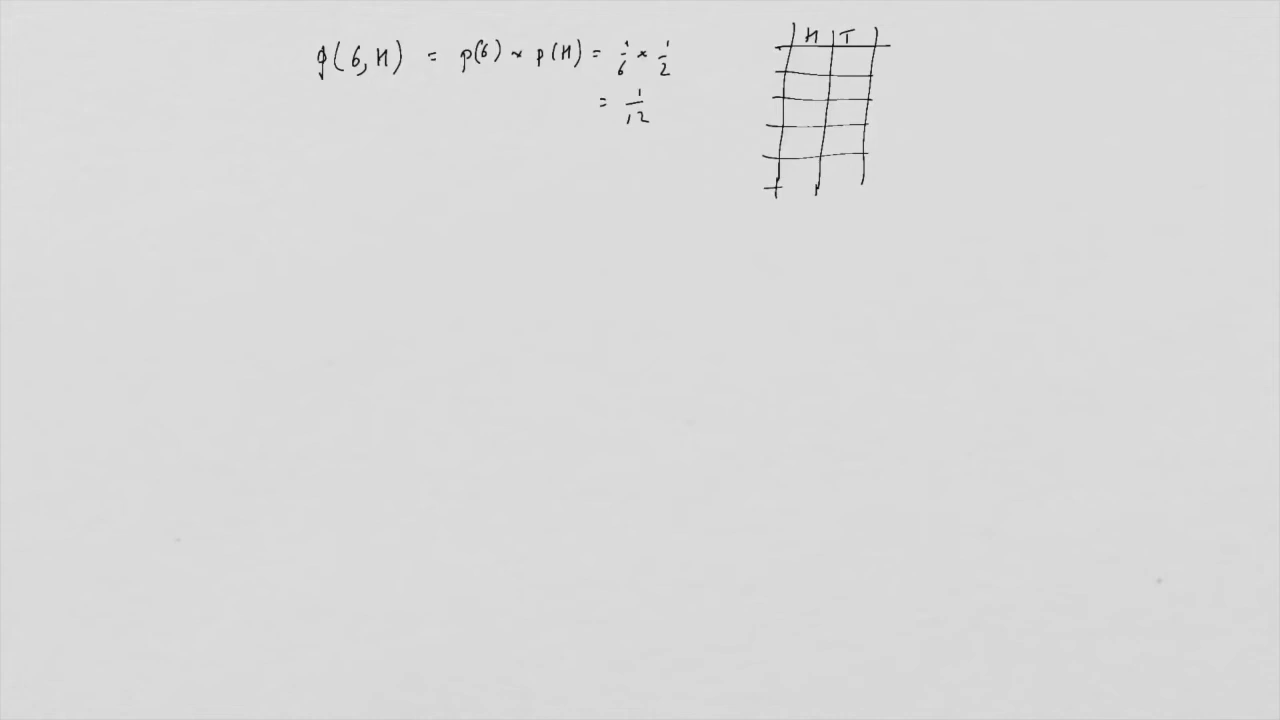 p(6,H) = p(6) × p(H) = 1/6 × 1/2
= 1/12
H T